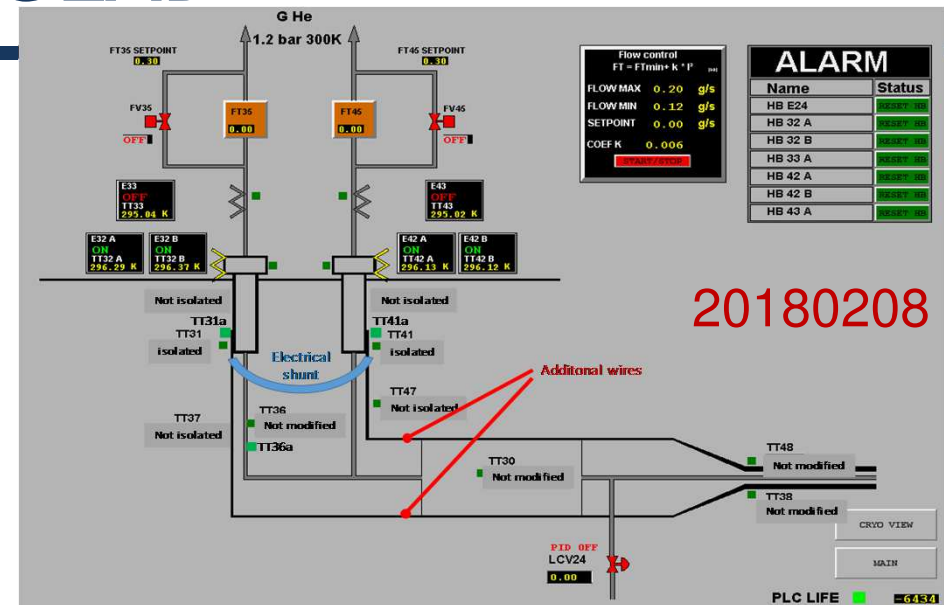 G He
1.2 bar 300K
FT35 SETPOINT
0.30
FT45 SETPOINT
0.30
FV35
OFF
FT35
0.00
FT45
0.00
FV45
OFF
Flow control
FT = FTmin+ k * I²
FLOW MAX 0.20 g/s
FLOW MIN 0.12 g/s
SETPOINT 0.00 g/s
COEF K 0.006
START/STOP
ALARM
Name Status
HB E24 RESET HB
HB 32 A RESET HB
HB 32 B RESET HB
HB 33 A RESET HB
HB 42 A RESET HB
HB 42 B RESET HB
HB 43 A RESET HB
E33
OFF
TT33
295.04 K
E43
OFF
TT43
295.02 K
E32 A
ON
TT32 A
296.29 K
E32 B
ON
TT32 B
296.37 K
E42 A
ON
TT42 A
296.13 K
E42 B
ON
TT42 B
296.12 K
20180208
Not isolated
Not isolated
TT31a
TT31
isolated
TT41a
TT41
isolated
Electrical
shunt
Additonal wires
TT47
Not isolated
TT37
Not isolated
TT36
Not modified
TT36a
TT30
Not modified
TT48
Not modified
TT38
Not modified
PID OFF
LCV24
0.00
CRYO VIEW
MAIN
PLC LIFE
-6434